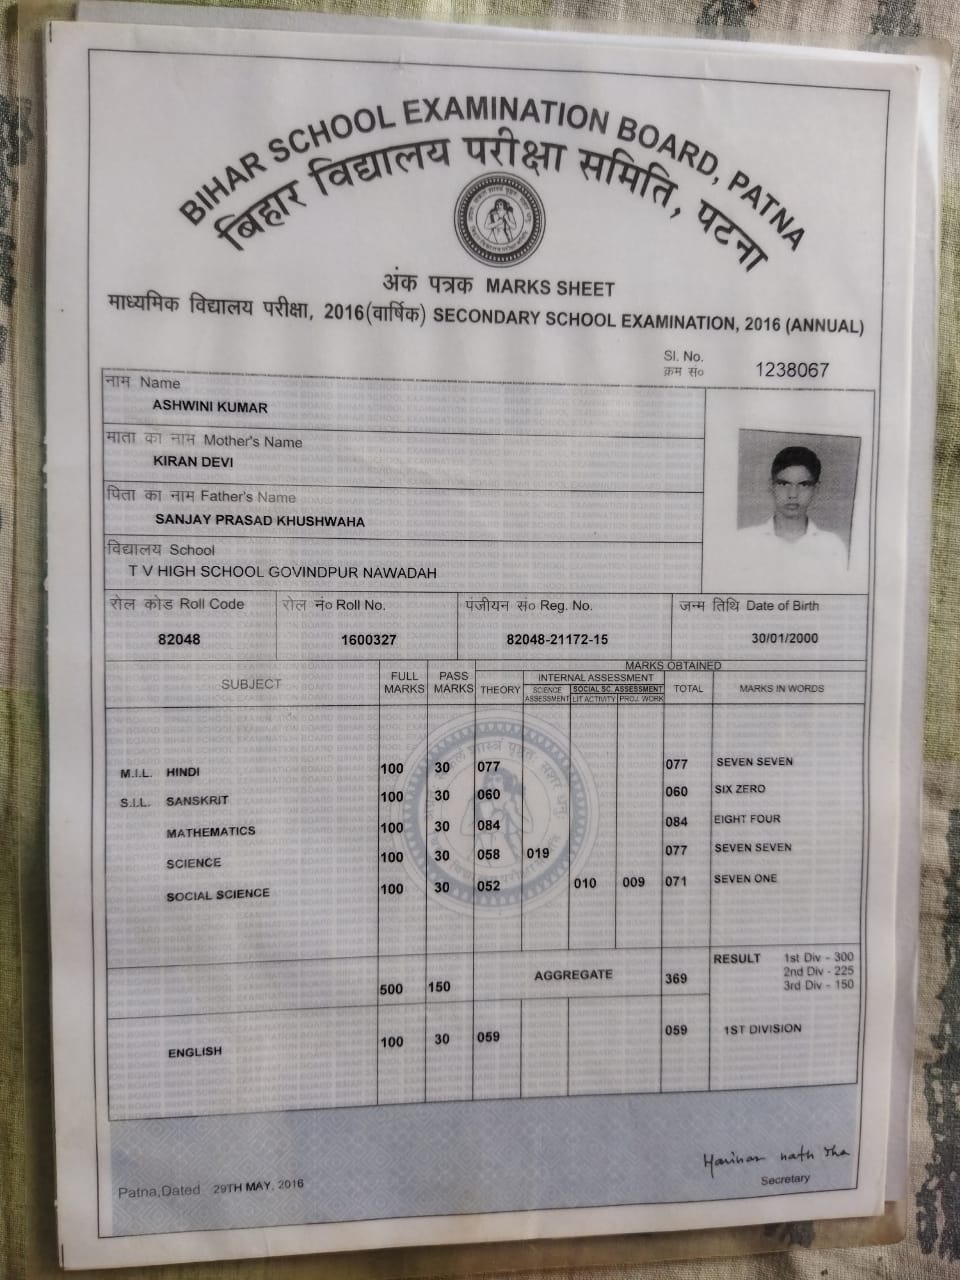 BIHAR SCHOOL EXAMINATION BOARD, PATNA
बिहार विद्यालय परीक्षा समिति, पटना
अंक पत्रक MARKS SHEET
माध्यमिक विद्यालय परीक्षा, 2016(वार्षिक) SECONDARY SCHOOL EXAMINATION, 2016 (ANNUAL)
Sl. No.
क्रम सं० 1238067
नाम Name
ASHWINI KUMAR
माता का नाम Mother's Name
KIRAN DEVI
पिता का नाम Father's Name
SANJAY PRASAD KHUSHWAHA
विद्यालय School
T V HIGH SCHOOL GOVINDPUR NAWADAH
रोल कोड Roll Code रोल नं० Roll No. पंजीयन सं० Reg. No. जन्म तिथि Date of Birth
82048 1600327 82048-21172-15 30/01/2000
SUBJECT FULL MARKS PASS MARKS MARKS OBTAINED
THEORY INTERNAL ASSESSMENT TOTAL MARKS IN WORDS
SCIENCE ASSESSMENT SOCIAL SC. ASSESSMENT
LIT ACTIVITY PROJ. WORK
M.I.L. HINDI 100 30 077 077 SEVEN SEVEN
S.I.L. SANSKRIT 100 30 060 060 SIX ZERO
MATHEMATICS 100 30 084 084 EIGHT FOUR
SCIENCE 100 30 058 019 077 SEVEN SEVEN
SOCIAL SCIENCE 100 30 052 010 009 071 SEVEN ONE
500 150 AGGREGATE 369 RESULT 1st Div - 300
2nd Div - 225
3rd Div - 150
ENGLISH 100 30 059 059 1ST DIVISION
Harihar nath Jha
Secretary
Patna,Dated 29TH MAY, 2016